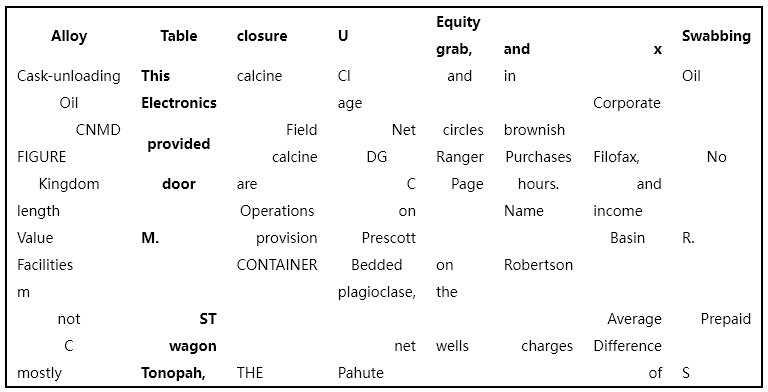 Alloy Table closure U Equity grab, and x Swabbing
Cask-unloading This calcine Cl and in Oil
Oil Electronics age Corporate
CNMD provided Field Net circles brownish
FIGURE calcine DG Ranger Purchases Filofax, No
Kingdom door are C Page hours. and
length Operations on Name income
Value M. provision Prescott Basin R.
Facilities CONTAINER Bedded on Robertson
m plagioclase, the
not ST Average Prepaid
C wagon net wells charges Difference
mostly Tonopah, THE Pahute of S